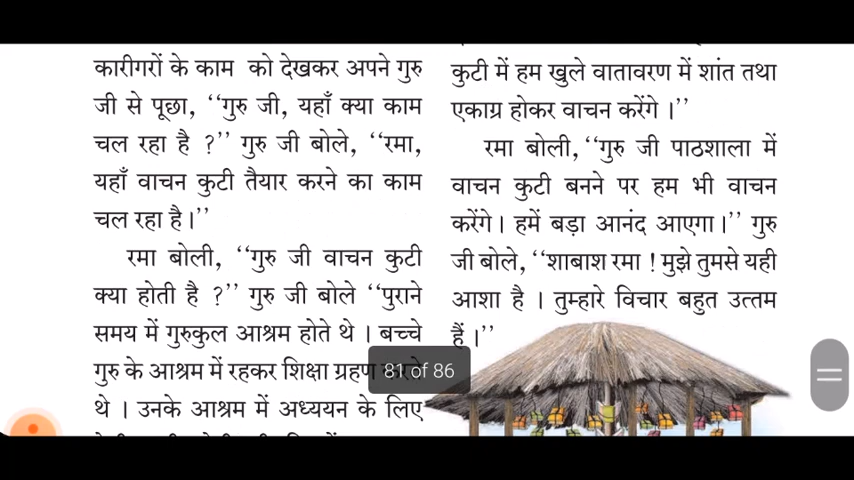 कारीगरों के काम को देखकर अपने गुरु
जी से पूछा, ‘‘गुरु जी, यहाँ क्या काम
चल रहा है ?’’ गुरु जी बोले, ‘‘रमा,
यहाँ वाचन कुटी तैयार करने का काम
चल रहा है।’’
रमा बोली, ‘‘गुरु जी वाचन कुटी
क्या होती है ?’’ गुरु जी बोले ‘‘पुराने
समय में गुरुकुल आश्रम होते थे । बच्चे
गुरु के आश्रम में रहकर शिक्षा ग्रहण करते
थे । उनके आश्रम में अध्ययन के लिए
कुटी में हम खुले वातावरण में शांत तथा
एकाग्र होकर वाचन करेंगे ।’’
रमा बोली, ‘‘गुरु जी पाठशाला में
वाचन कुटी बनने पर हम भी वाचन
करेंगे। हमें बड़ा आनंद आएगा।’’ गुरु
जी बोले, ‘‘शाबाश रमा ! मुझे तुमसे यही
आशा है । तुम्हारे विचार बहुत उत्तम
हैं ।’’
81 of 86